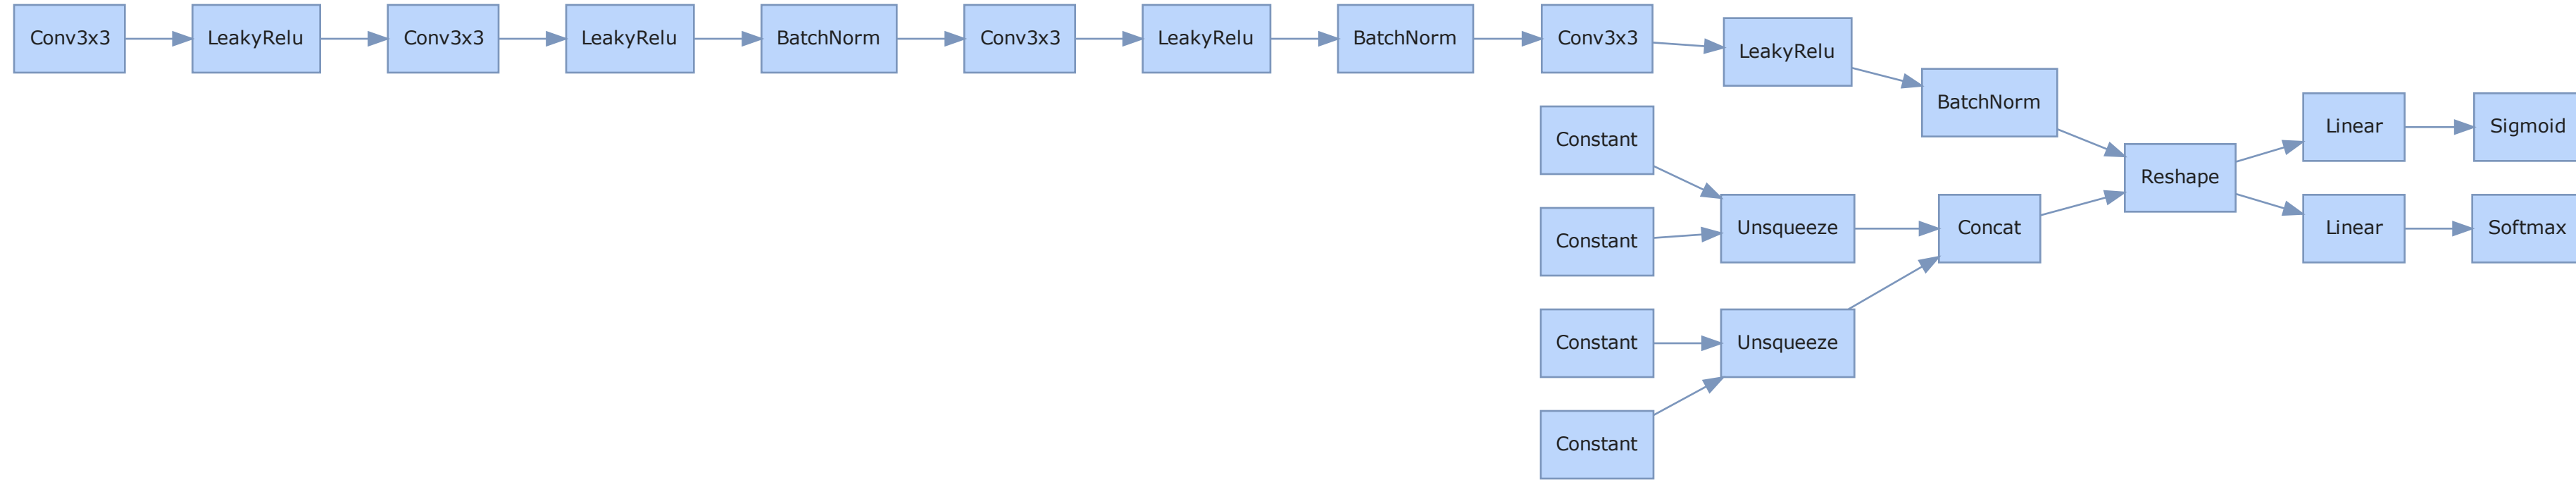 Conv3x3
LeakyRelu
Conv3x3
LeakyRelu
BatchNorm
Conv3x3
LeakyRelu
BatchNorm
Conv3x3
LeakyRelu
BatchNorm
Constant
Constant
Unsqueeze
Constant
Constant
Unsqueeze
Concat
Reshape
Linear
Sigmoid
Linear
Softmax